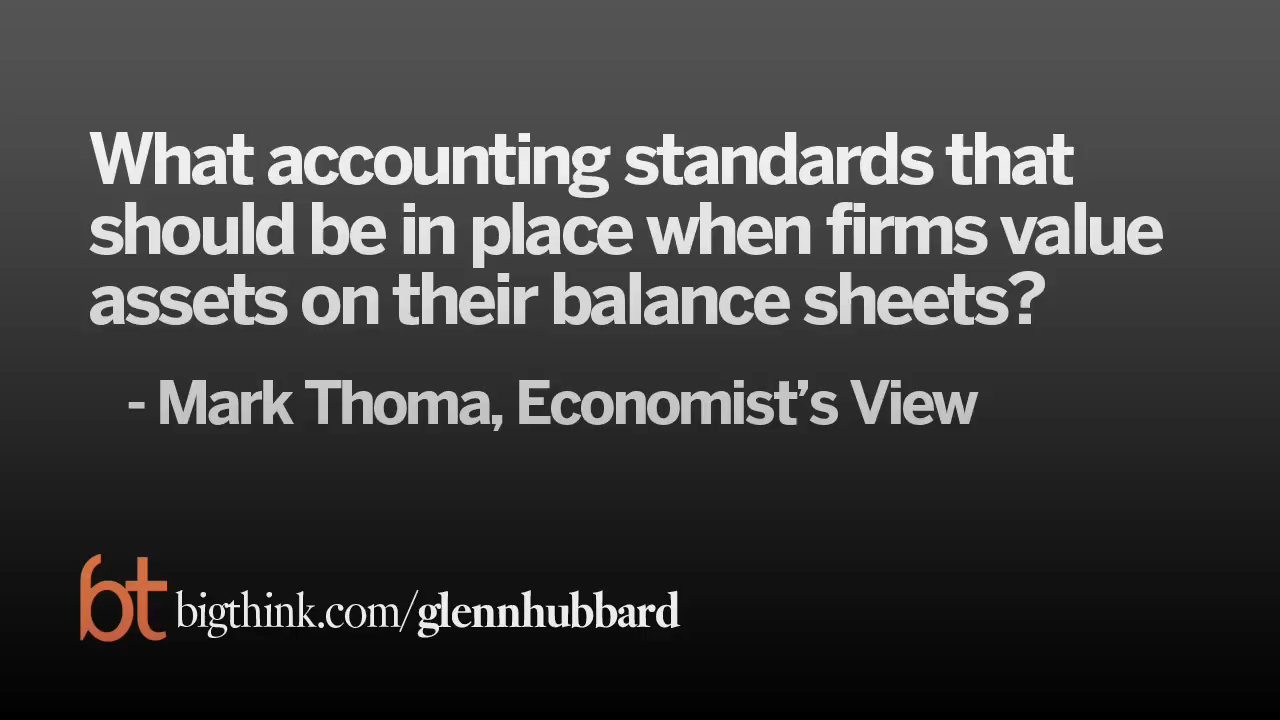 What accounting standards that
should be in place when firms value
assets on their balance sheets?
- Mark Thoma, Economist’s View
bt bigthink.com/glennhubbard